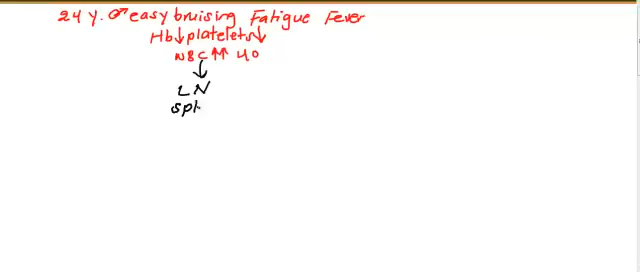 24 Y. ♂ easy bruising Fatigue Fever
Hb↓platelets↓
WBC ↑↑ 40
↓
LN
spl